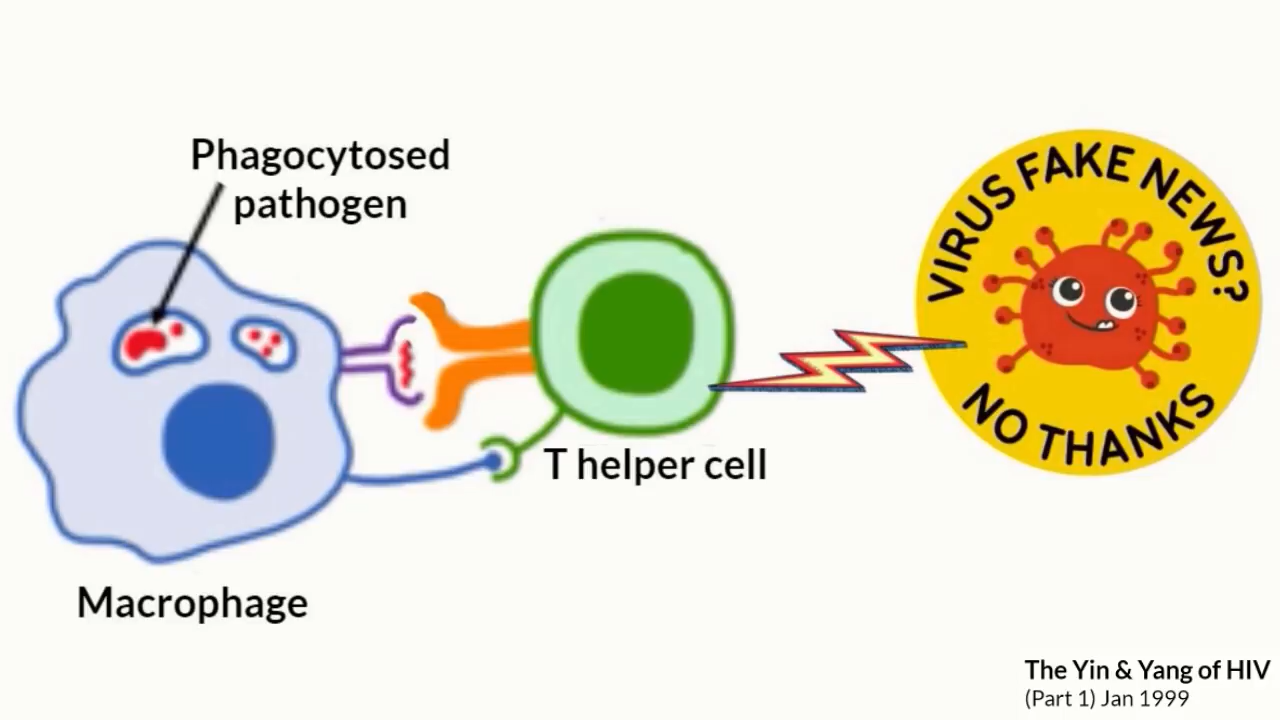 Phagocytosed
pathogen
VIRUS FAKE NEWS?
NO THANKS
T helper cell
Macrophage
The Yin & Yang of HIV
(Part 1) Jan 1999